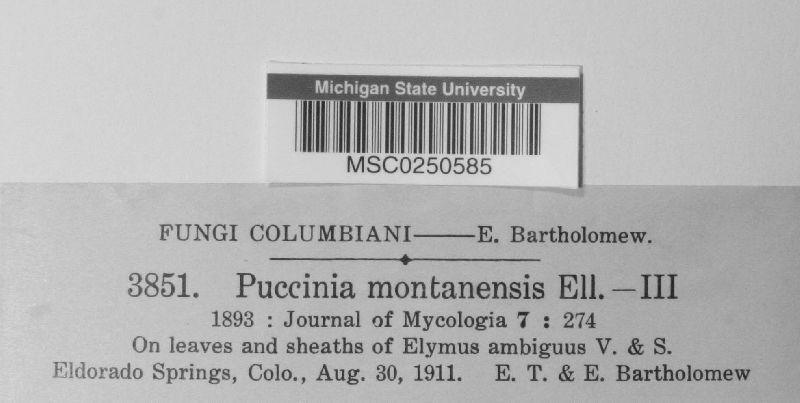 Michigan State University
MSC0250585
FUNGI COLUMBIANI——E. Bartholomew.
3851. Puccinia montanensis Ell.—III
1893 : Journal of Mycologia 7 : 274
On leaves and sheaths of Elymus ambiguus V. & S.
Eldorado Springs, Colo., Aug. 30, 1911. E. T. & E. Bartholomew